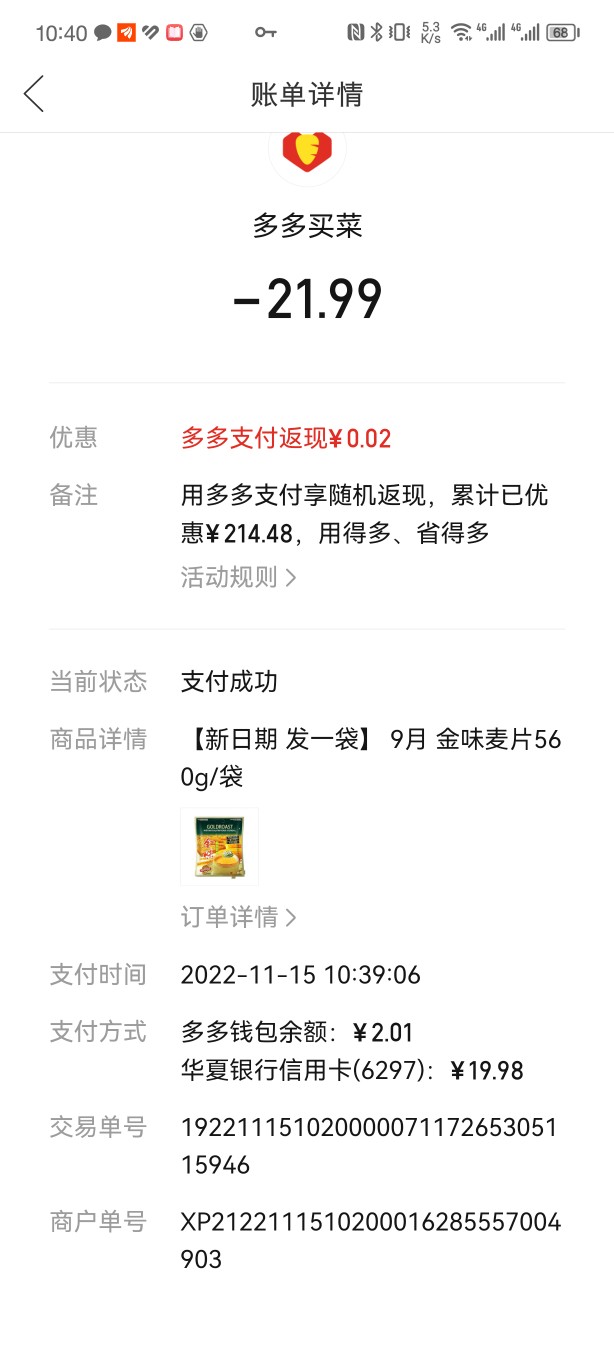 10:40
5.3
K/s
4G
4G
68
账单详情
多多买菜
-21.99
优惠
多多支付返现¥0.02
备注
用多多支付享随机返现，累计已优
惠¥214.48，用得多、省得多
活动规则 >
当前状态
支付成功
商品详情
【新日期 发一袋】 9月 金味麦片56
0g/袋
GOLDROAST
订单详情 >
支付时间
2022-11-15 10:39:06
支付方式
多多钱包余额：¥2.01
华夏银行信用卡(6297)：¥19.98
交易单号
192211151020000071172653051
15946
商户单号
XP2122111510200016285557004
903